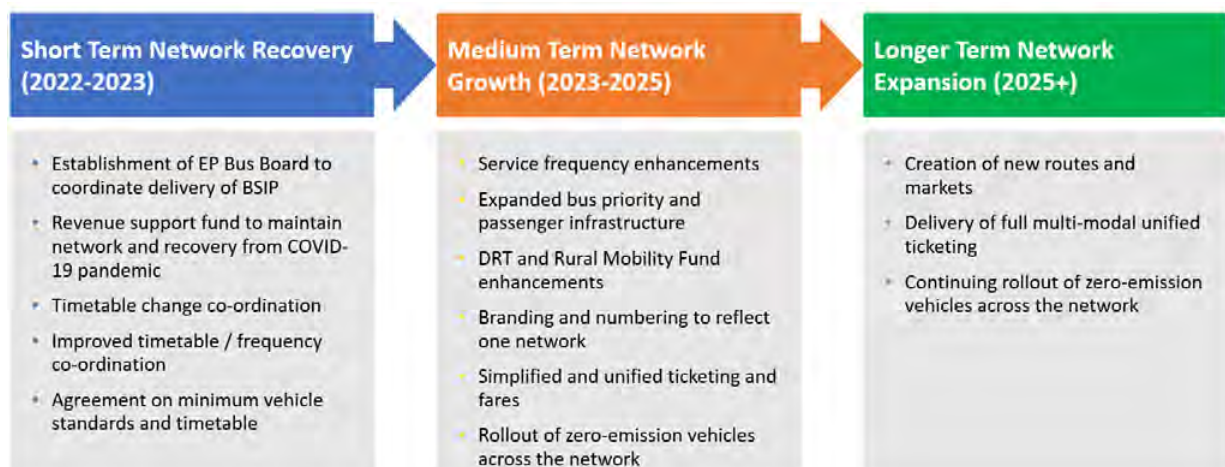 Short Term Network Recovery
(2022-2023)
• Establishment of EP Bus Board to
coordinate delivery of BSIP
• Revenue support fund to maintain
network and recovery from COVID-
19 pandemic
• Timetable change co-ordination
• Improved timetable / frequency
co-ordination
• Agreement on minimum vehicle
standards and timetable
Medium Term Network
Growth (2023-2025)
• Service frequency enhancements
• Expanded bus priority and
passenger infrastructure
• DRT and Rural Mobility Fund
enhancements
• Branding and numbering to reflect
one network
• Simplified and unified ticketing and
fares
• Rollout of zero-emission vehicles
across the network
Longer Term Network
Expansion (2025+)
• Creation of new routes and
markets
• Delivery of full multi-modal unified
ticketing
• Continuing rollout of zero-emission
vehicles across the network